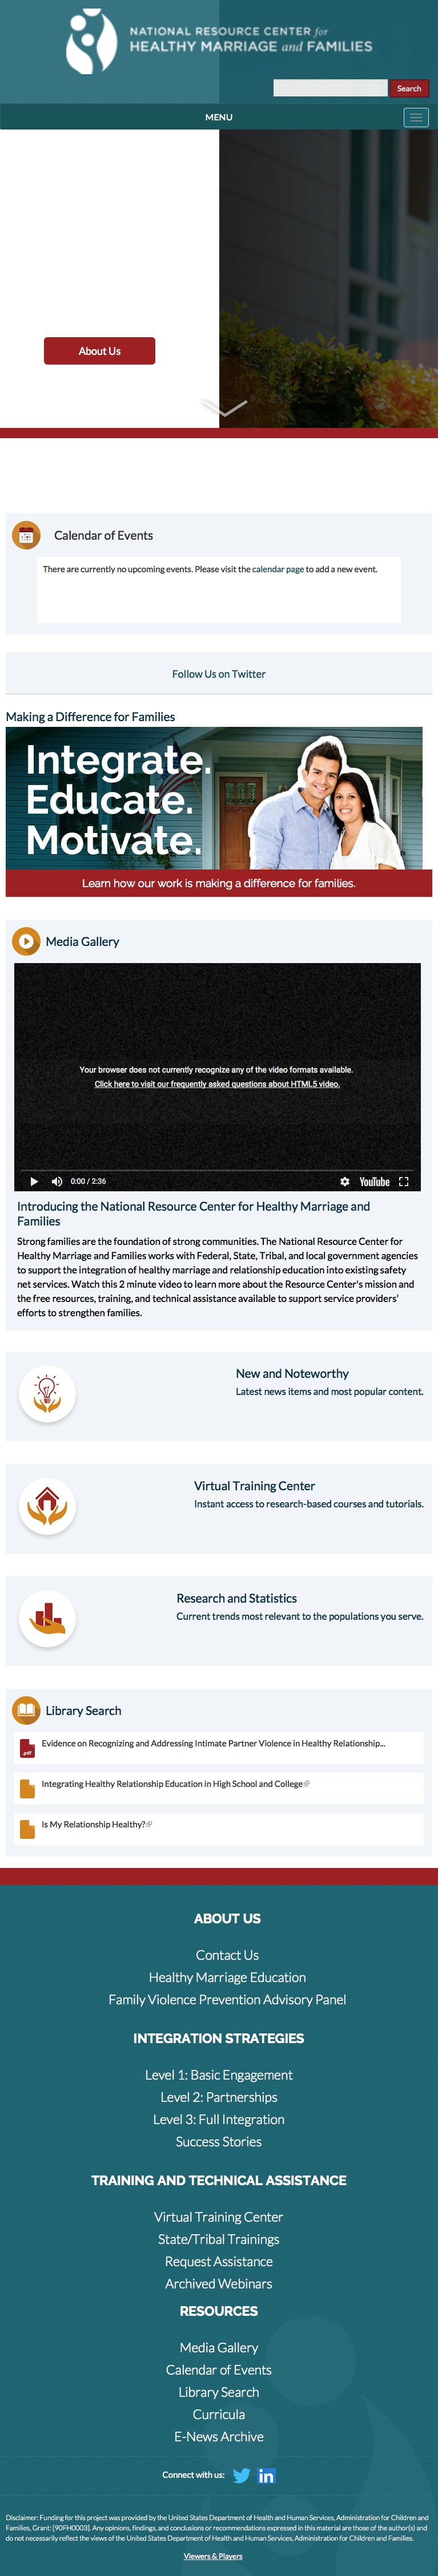 NATIONAL RESOURCE CENTER for
HEALTHY MARRIAGE and FAMILIES
Search
MENU
About Us
Calendar of Events
There are currently no upcoming events. Please visit the calendar page to add a new event.
Follow Us on Twitter
Making a Difference for Families
Integrate.
Educate.
Motivate.
Learn how our work is making a difference for families.
Media Gallery
Your browser does not currently recognize any of the video formats available.
Click here to visit our frequently asked questions about HTML5 video.
0:00 / 2:36
YouTube
Introducing the National Resource Center for Healthy Marriage and
Families
Strong families are the foundation of strong communities. The National Resource Center for
Healthy Marriage and Families works with Federal, State, Tribal, and local government agencies
to support the integration of healthy marriage and relationship education into existing safety
net services. Watch this 2 minute video to learn more about the Resource Center's mission and
the free resources, training, and technical assistance available to support service providers'
efforts to strengthen families.
New and Noteworthy
Latest news items and most popular content.
Virtual Training Center
Instant access to research-based courses and tutorials.
Research and Statistics
Current trends most relevant to the populations you serve.
Library Search
.pdf
Evidence on Recognizing and Addressing Intimate Partner Violence in Healthy Relationship...
Integrating Healthy Relationship Education in High School and College
Is My Relationship Healthy?
ABOUT US
Contact Us
Healthy Marriage Education
Family Violence Prevention Advisory Panel
INTEGRATION STRATEGIES
Level 1: Basic Engagement
Level 2: Partnerships
Level 3: Full Integration
Success Stories
TRAINING AND TECHNICAL ASSISTANCE
Virtual Training Center
State/Tribal Trainings
Request Assistance
Archived Webinars
RESOURCES
Media Gallery
Calendar of Events
Library Search
Curricula
E-News Archive
Connect with us:
in
Disclaimer: Funding for this project was provided by the United States Department of Health and Human Services, Administration for Children and
Families, Grant: [90FH0003]. Any opinions, findings, and conclusions or recommendations expressed in this material are those of the author(s) and
do not necessarily reflect the views of the United States Department of Health and Human Services, Administration for Children and Families.
Viewers & Players